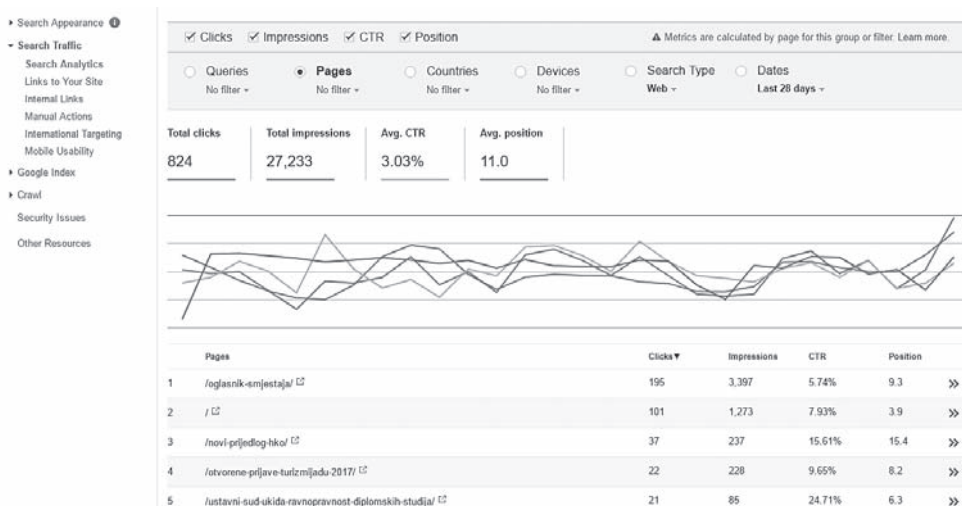 Search Appearance
Search Traffic
Search Analytics
Links to Your Site
Internal Links
Manual Actions
International Targeting
Mobile Usability
Google Index
Crawl
Security Issues
Other Resources
Clicks Impressions CTR Position Metrics are calculated by page for this group or filter. Learn more.
Queries Pages Countries Devices Search Type Dates
No filter No filter No filter No filter Web Last 28 days
Total clicks Total impressions Avg. CTR Avg. position
824 27,233 3.03% 11.0
Pages Clicks▼ Impressions CTR Position
1 /oglasnik-smjestaja/ 195 3,397 5.74% 9.3 »
2 / 101 1,273 7.93% 3.9 »
3 /novi-prijedlog-hko/ 37 237 15.61% 15.4 »
4 /otvorene-prijave-turizmijadu-2017/ 22 228 9.65% 8.2 »
5 /ustavni-sud-ukida-ravnopravnost-diplomskih-studija/ 21 85 24.71% 6.3 »